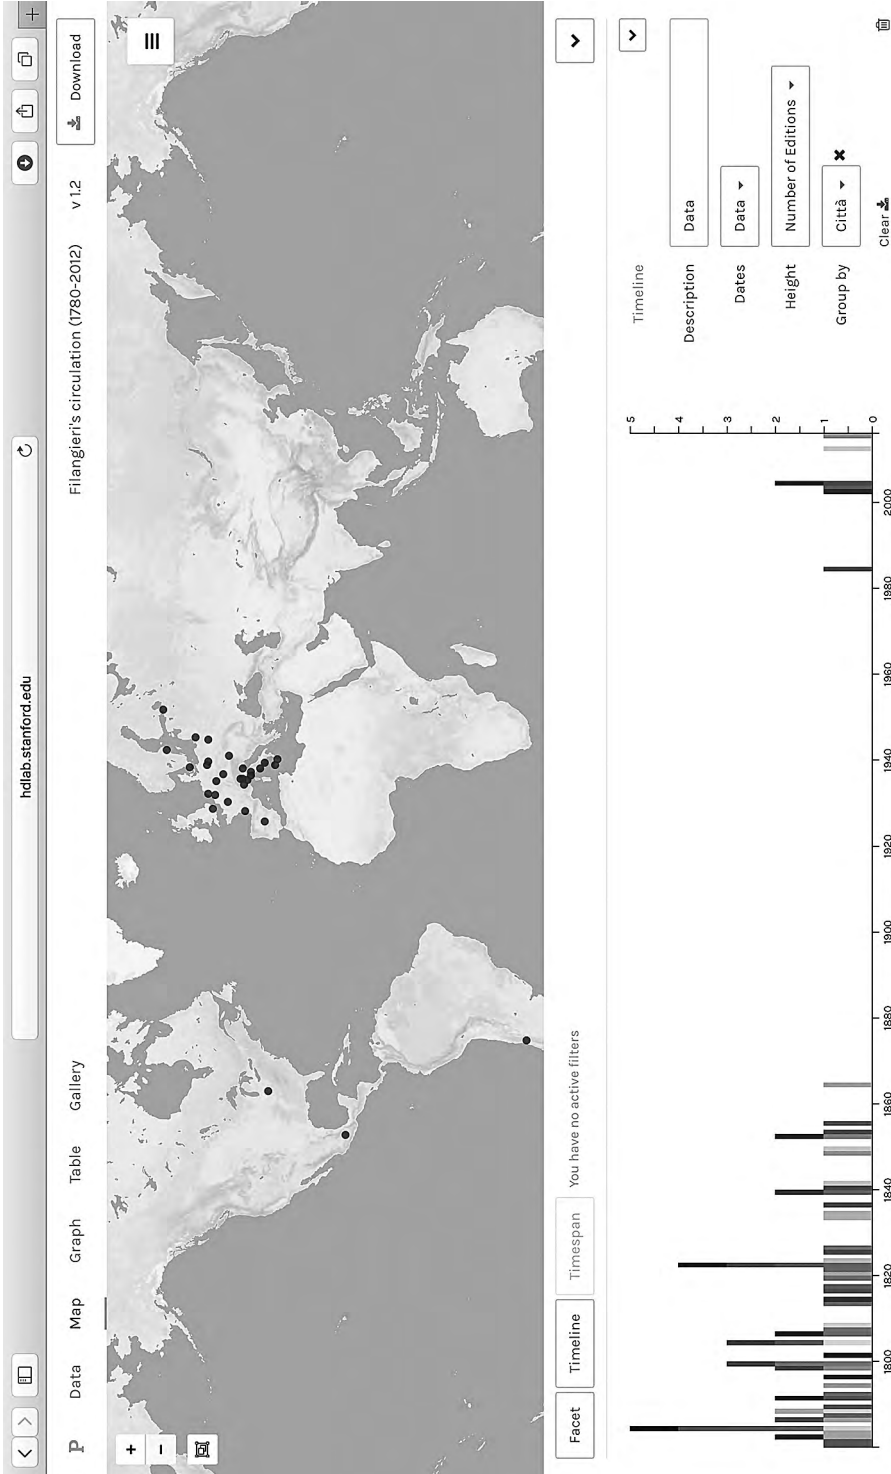 hdlab.stanford.edu
P Data Map Graph Table Gallery Filangieri's circulation (1780-2012) v 1.2 Download
+
−
Facet Timeline Timespan You have no active filters
Timeline
Description Data
Dates Data
Height Number of Editions
Group by Città
Clear
5
4
3
2
1
0
1800 1820 1840 1860 1880 1900 1920 1940 1960 1980 2000